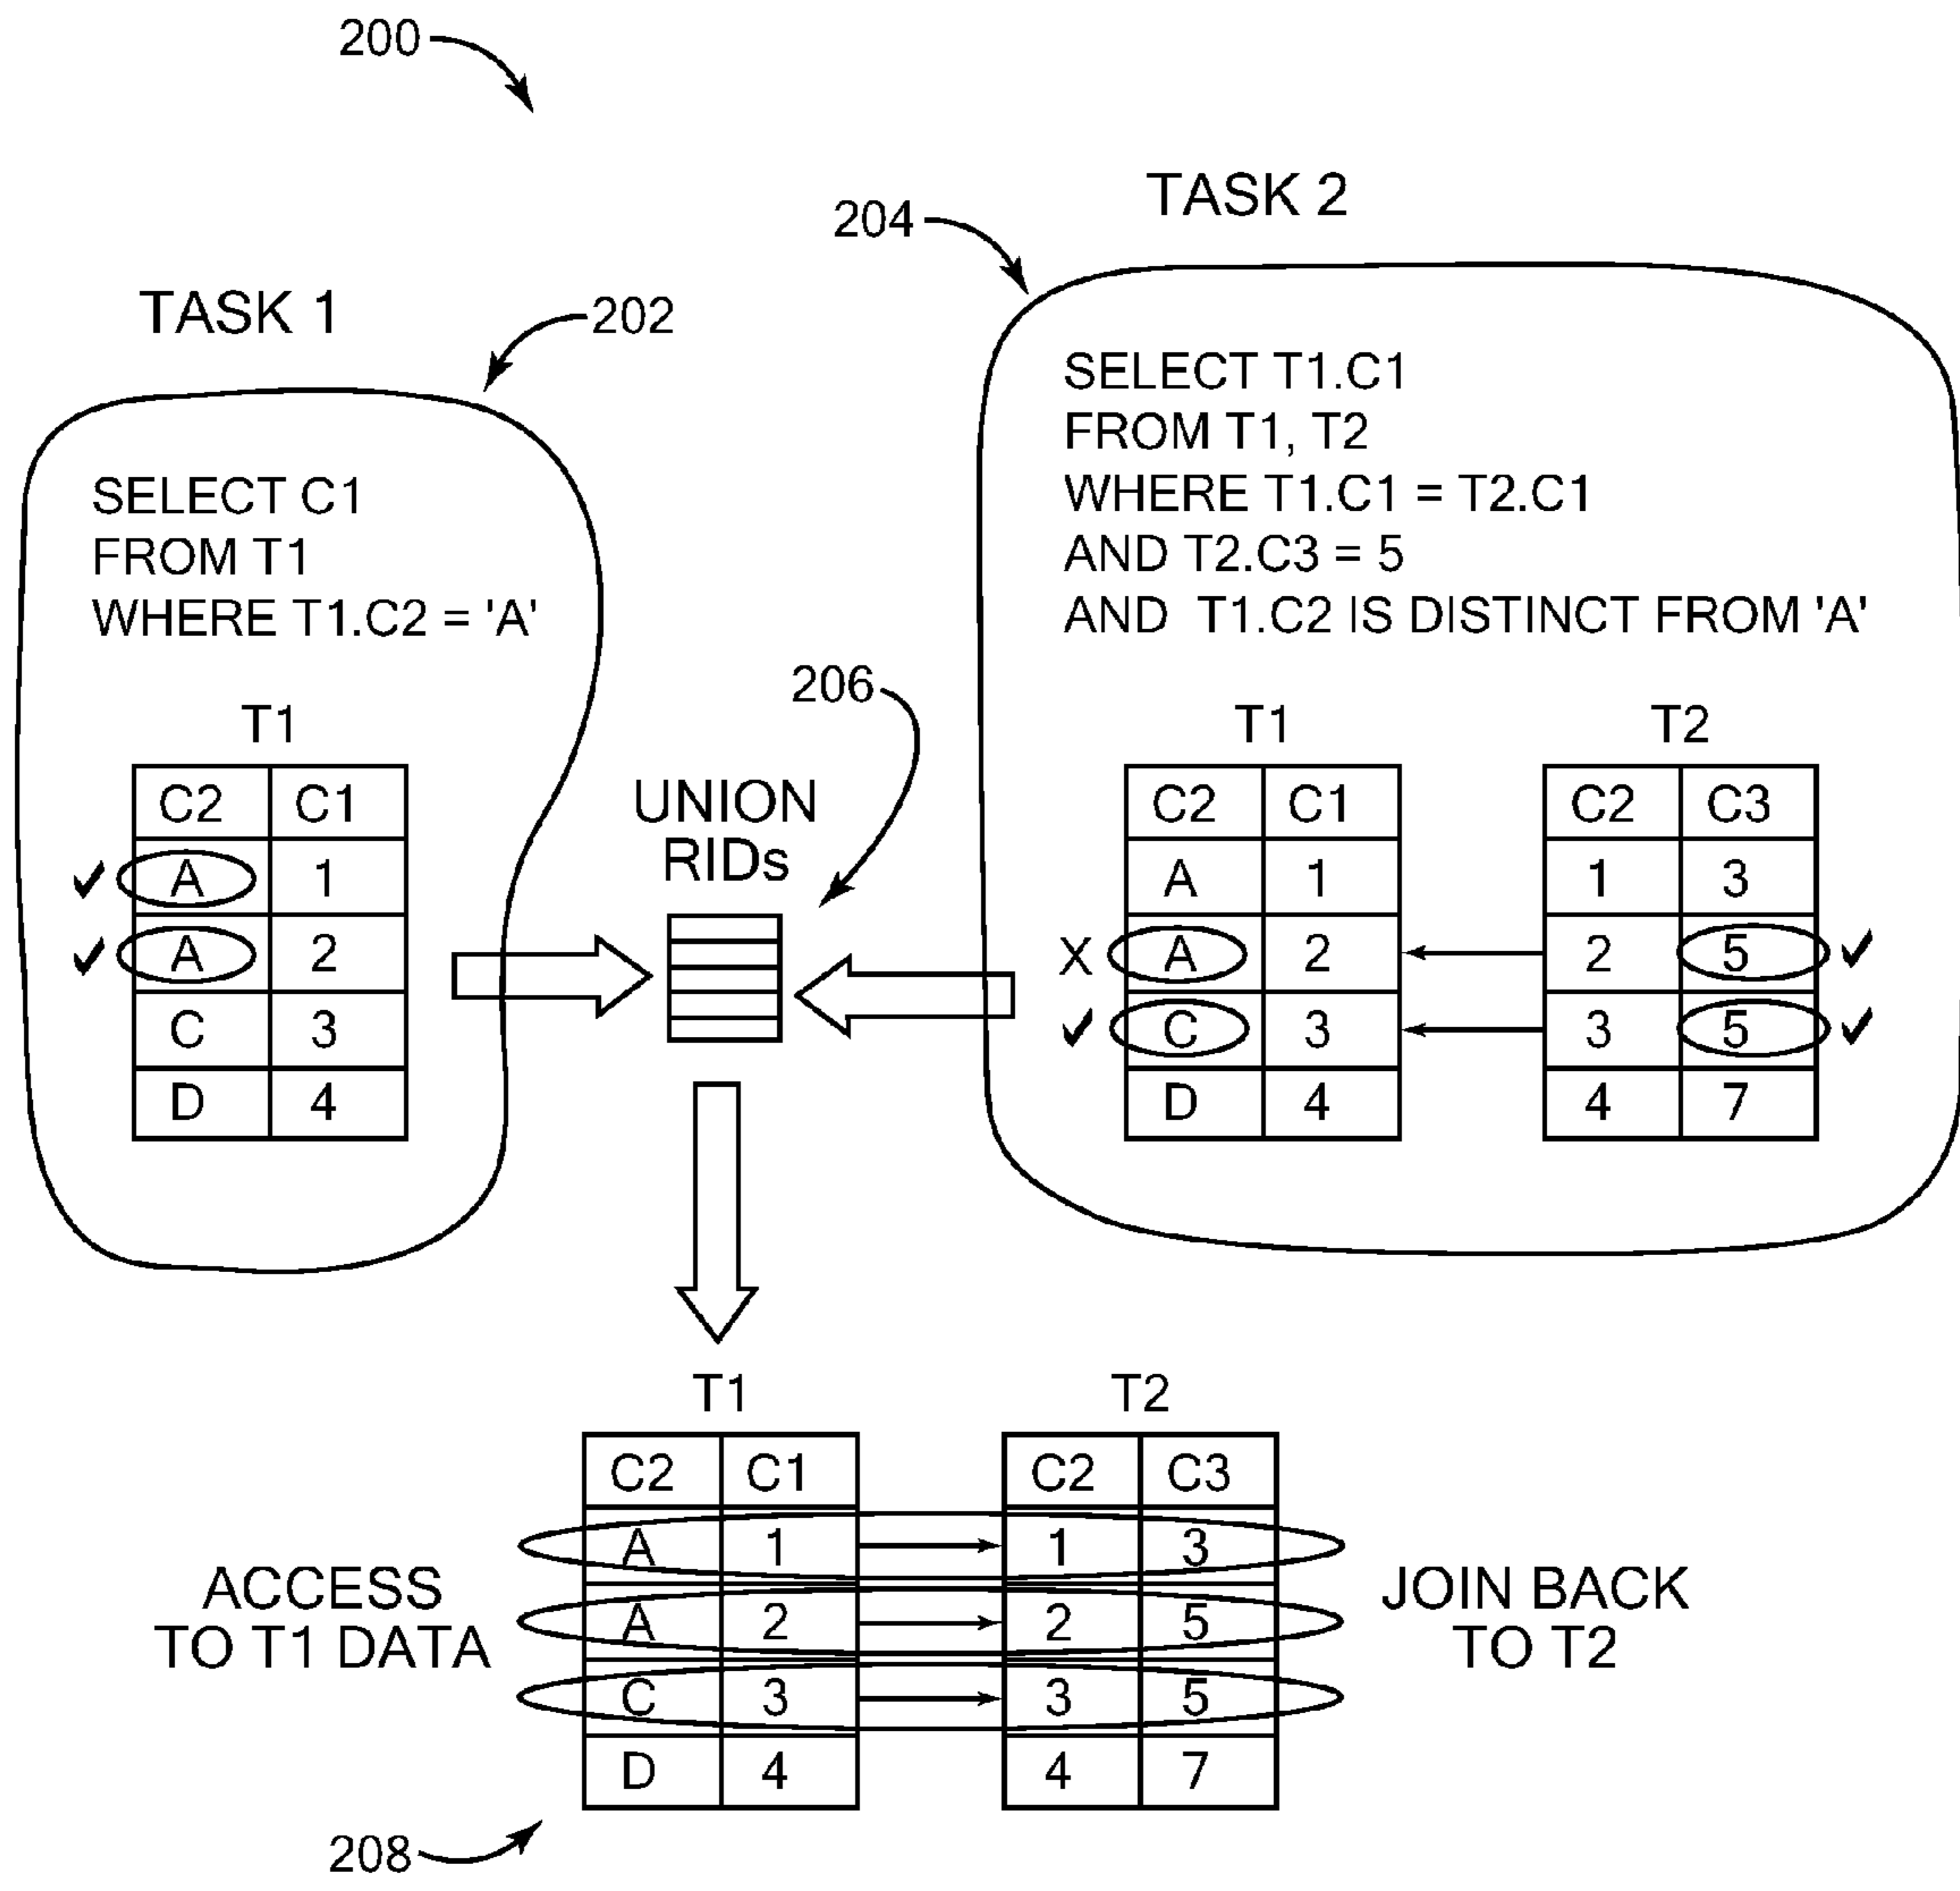 200
TASK 2
204
TASK 1
202
SELECT C1
FROM T1
WHERE T1.C2 = 'A'
T1
C2 C1
✓ A 1
✓ A 2
C 3
D 4
SELECT T1.C1
FROM T1, T2
WHERE T1.C1 = T2.C1
AND T2.C3 = 5
AND T1.C2 IS DISTINCT FROM 'A'
206
UNION
RIDs
T1
C2 C1
A 1
X A 2
✓ C 3
D 4
T2
C2 C3
1 3
2 5 ✓
3 5 ✓
4 7
T1
C2 C1
A 1
A 2
C 3
D 4
T2
C2 C3
1 3
2 5
3 5
4 7
ACCESS
TO T1 DATA
JOIN BACK
TO T2
208